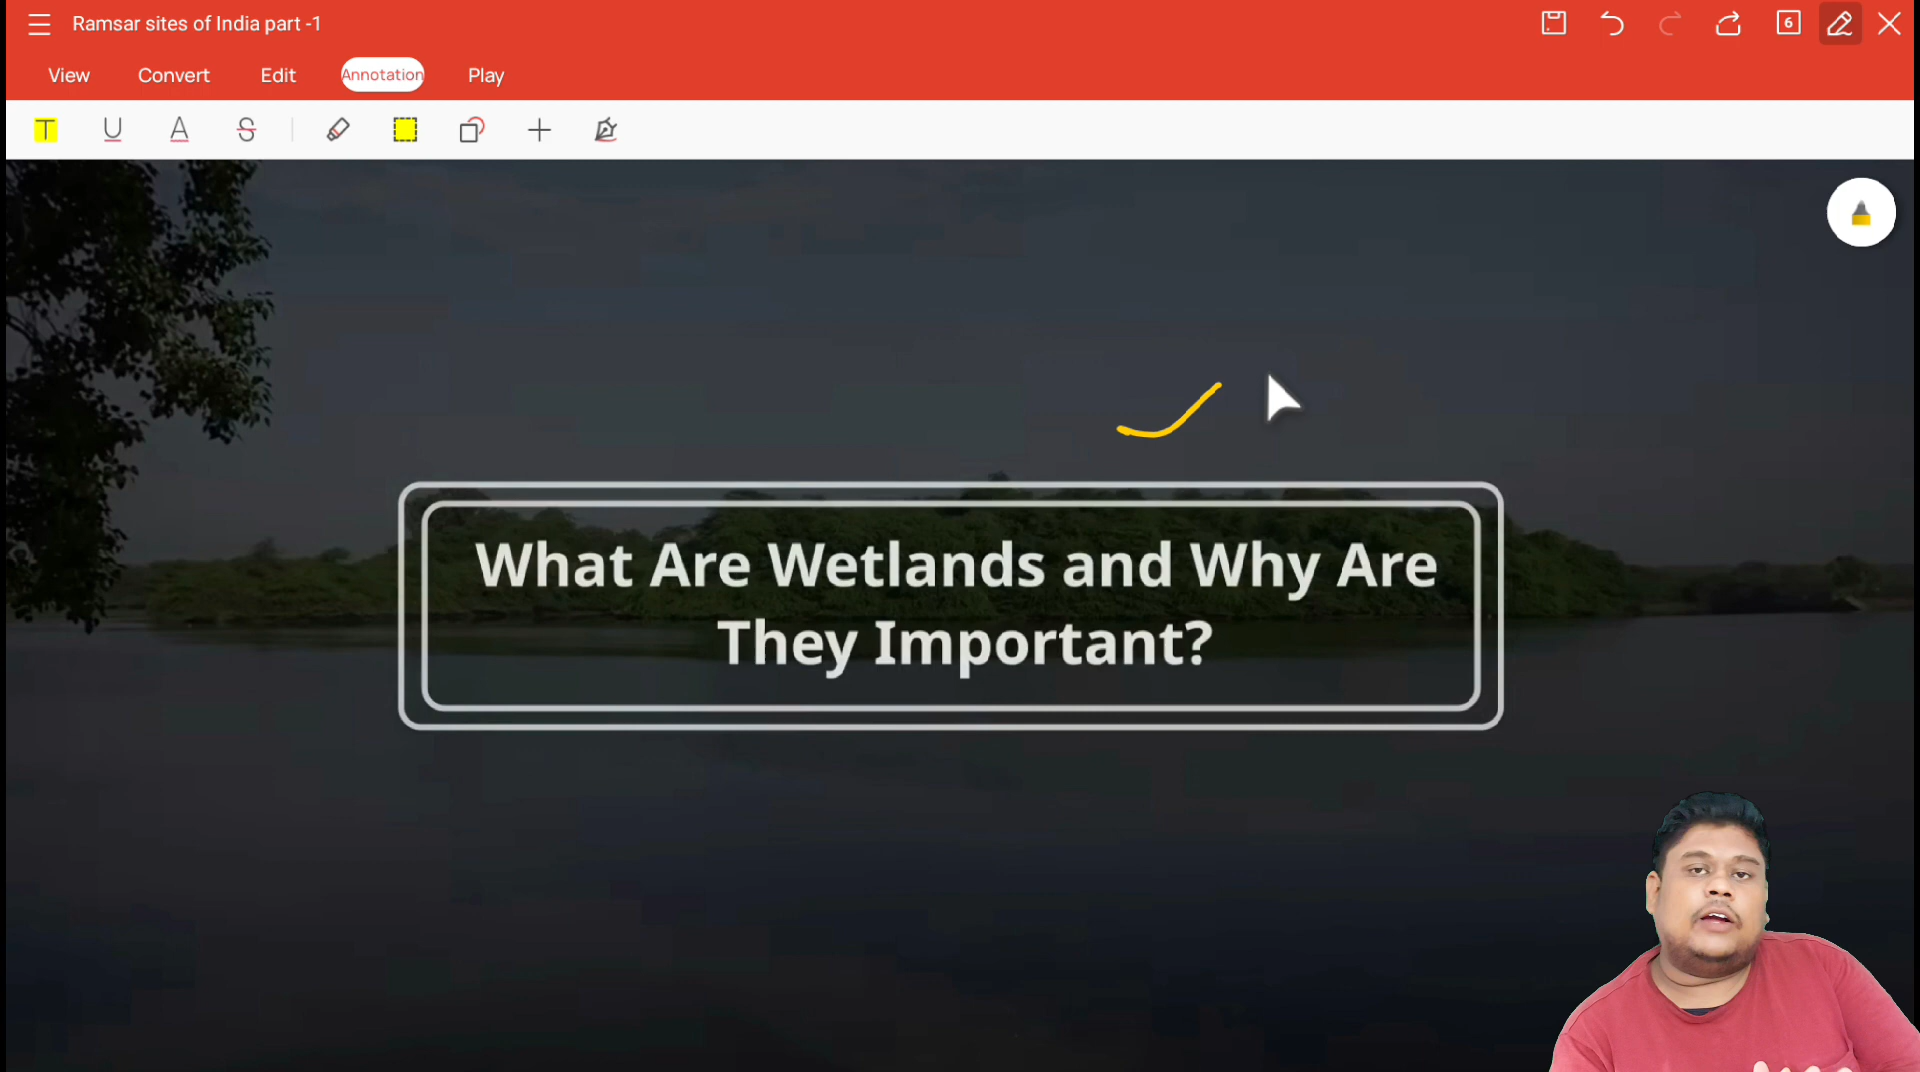 Ramsar sites of India part -1
6
View Convert Edit Annotation Play
T U A S
What Are Wetlands and Why Are
They Important?